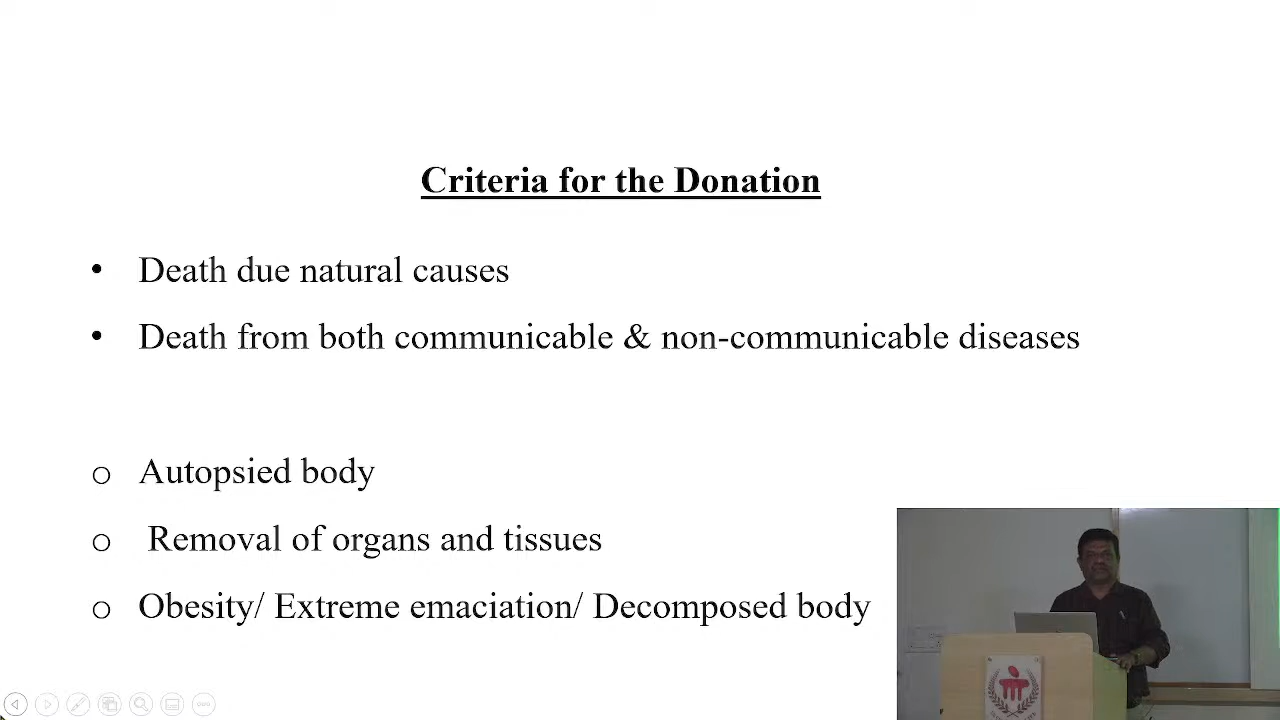 Criteria for the Donation
• Death due natural causes
• Death from both communicable & non-communicable diseases
o Autopsied body
o Removal of organs and tissues
o Obesity/ Extreme emaciation/ Decomposed body